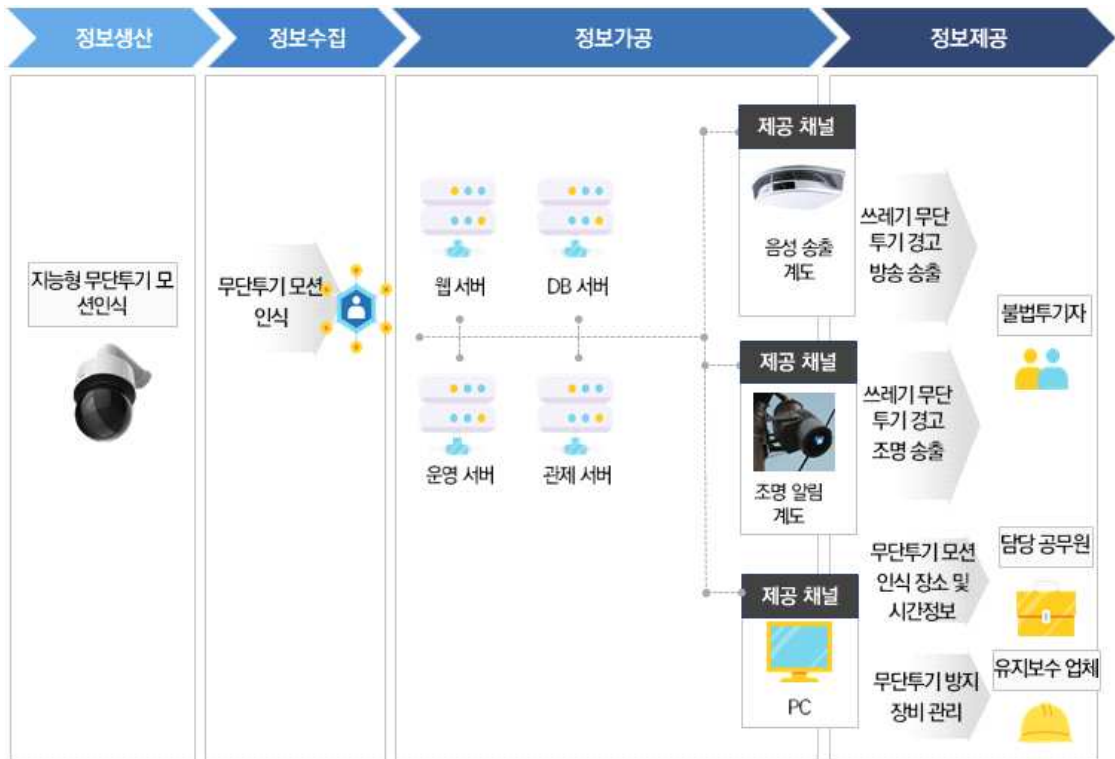 정보생산
정보수집
정보가공
정보제공
지능형 무단투기 모
션인식
무단투기 모션
인식
웹 서버
DB 서버
운영 서버
관제 서버
제공 채널
음성 송출
계도
제공 채널
조명 알림
계도
제공 채널
PC
쓰레기 무단
투기 경고
방송 송출
쓰레기 무단
투기 경고
조명 송출
불법투기자
무단투기 모션
인식 장소 및
시간정보
담당 공무원
무단투기 방지
장비 관리
유지보수 업체